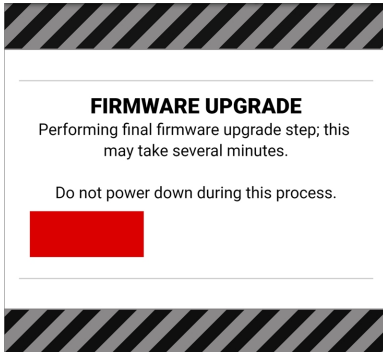 FIRMWARE UPGRADE
Performing final firmware upgrade step; this
may take several minutes.
Do not power down during this process.